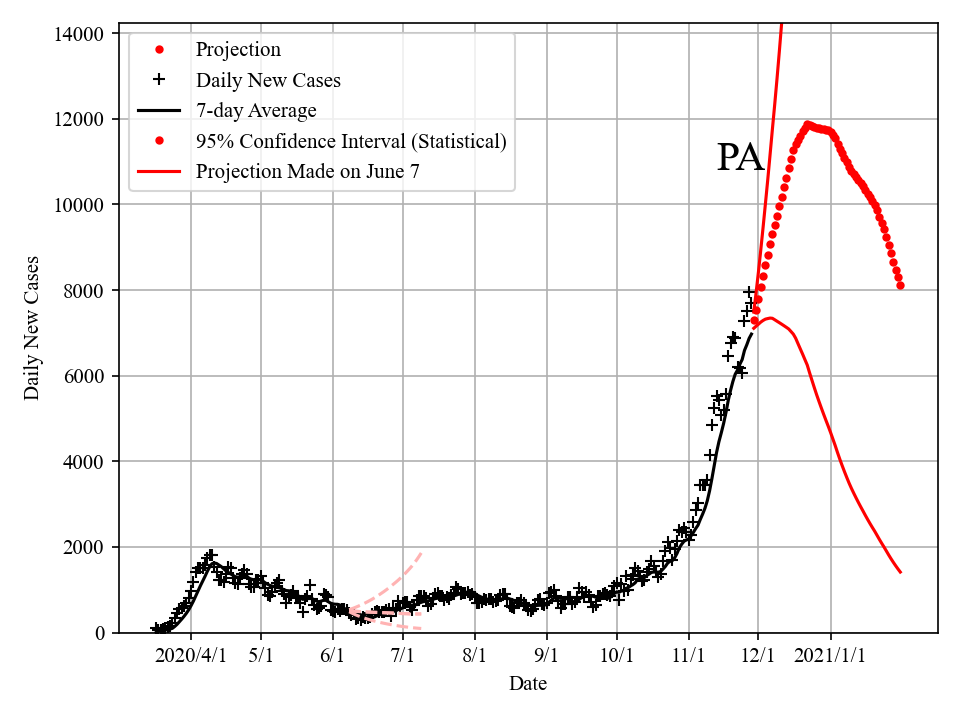 14000
12000
10000
8000
6000
4000
2000
0
Daily New Cases
Projection
Daily New Cases
7-day Average
95% Confidence Interval (Statistical)
Projection Made on June 7
PA
2020/4/1 5/1 6/1 7/1 8/1 9/1 10/1 11/1 12/1 2021/1/1
Date